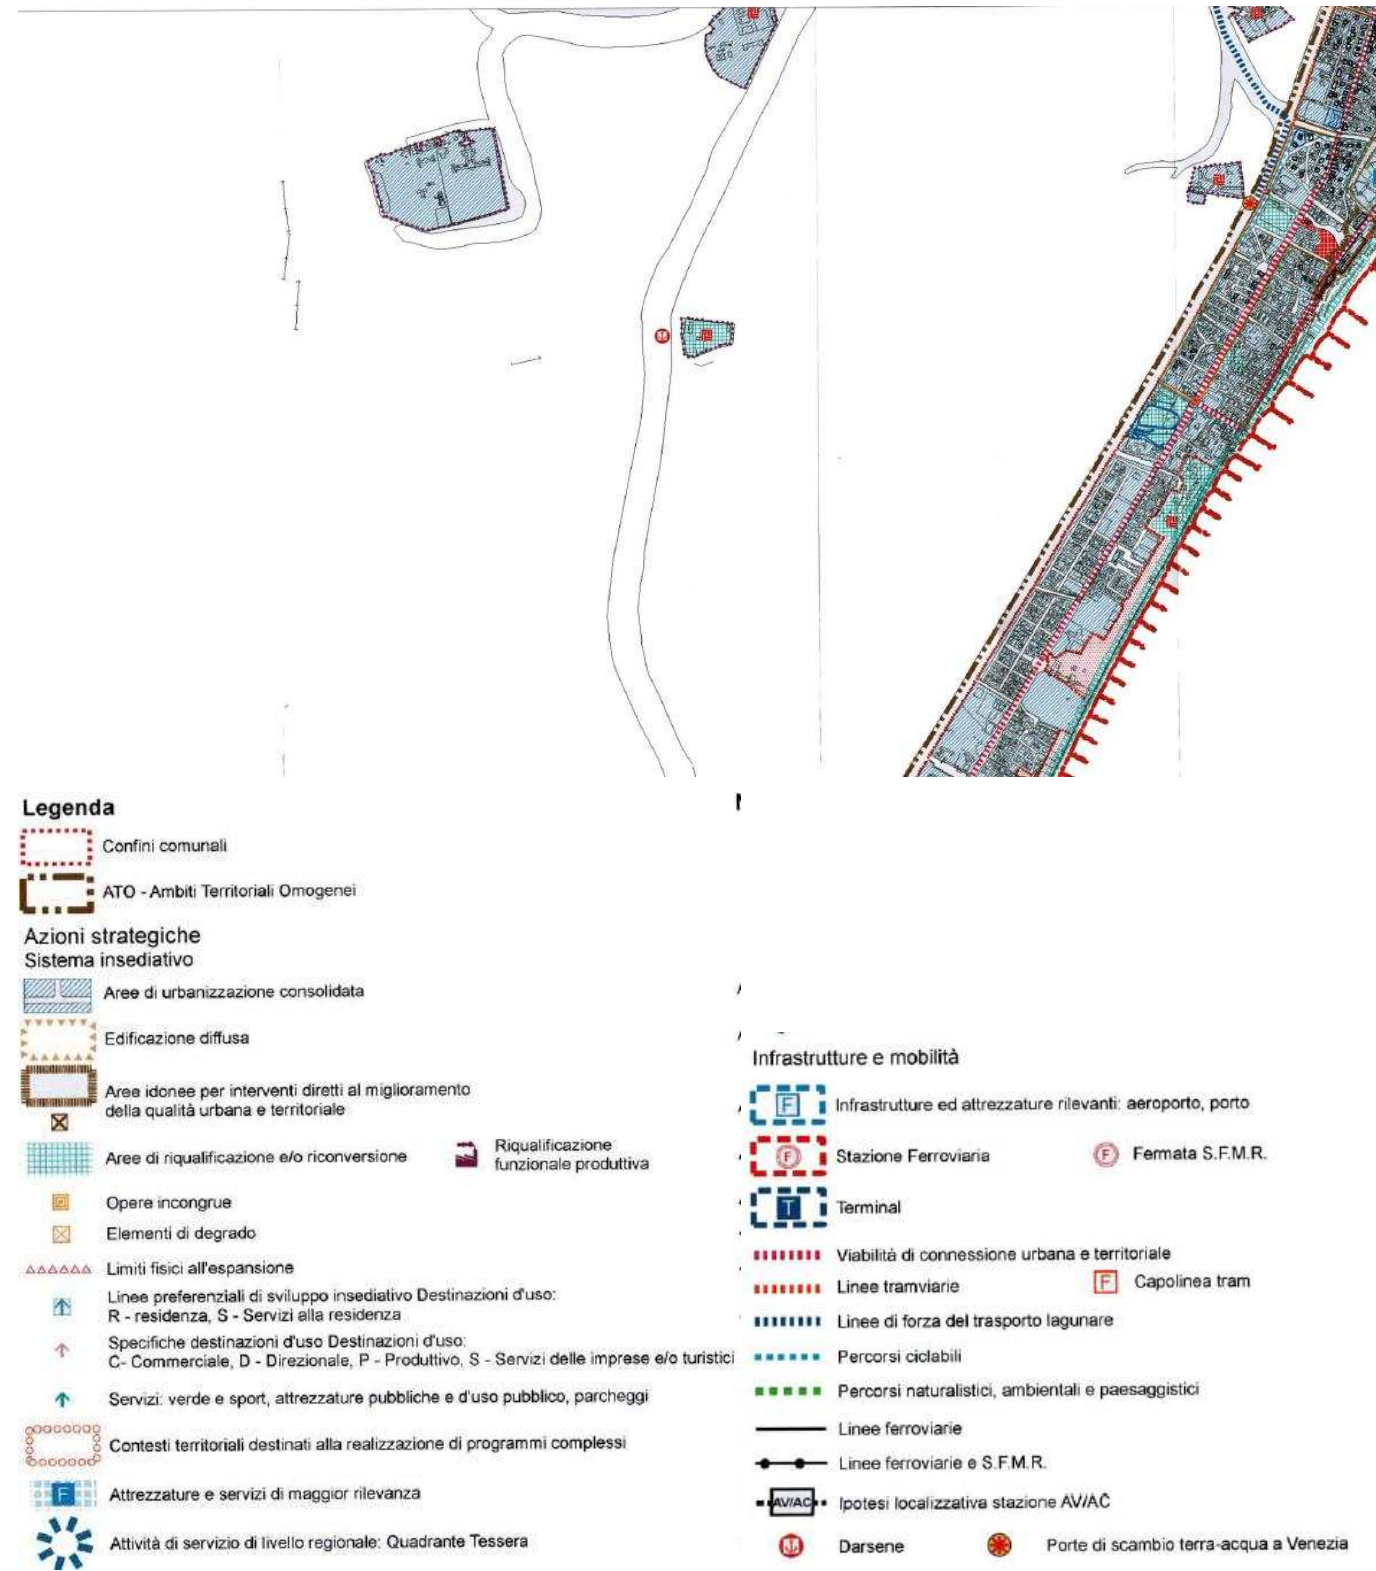 Legenda
Confini comunali
ATO - Ambiti Territoriali Omogenei
Azioni strategiche
Sistema insediativo
Aree di urbanizzazione consolidata
Edificazione diffusa
Aree idonee per interventi diretti al miglioramento
della qualità urbana e territoriale
Aree di riqualificazione e/o riconversione
Riqualificazione
funzionale produttiva
Opere incongrue
Elementi di degrado
Limiti fisici all'espansione
Linee preferenziali di sviluppo insediativo Destinazioni d'uso:
R - residenza, S - Servizi alla residenza
Specifiche destinazioni d'uso Destinazioni d'uso:
C- Commerciale, D - Direzionale, P - Produttivo, S - Servizi delle imprese e/o turistici
Servizi: verde e sport, attrezzature pubbliche e d'uso pubblico, parcheggi
Contesti territoriali destinati alla realizzazione di programmi complessi
F Attrezzature e servizi di maggior rilevanza
Attività di servizio di livello regionale: Quadrante Tessera
Infrastrutture e mobilità
F Infrastrutture ed attrezzature rilevanti: aeroporto, porto
F Stazione Ferroviaria
F Fermata S.F.M.R.
T Terminal
Viabilità di connessione urbana e territoriale
Linee tramviarie
F Capolinea tram
Linee di forza del trasporto lagunare
Percorsi ciclabili
Percorsi naturalistici, ambientali e paesaggistici
Linee ferroviarie
Linee ferroviarie e S.F.M.R.
AV/AC Ipotesi localizzativa stazione AV/AC
Darsene
Porte di scambio terra-acqua a Venezia